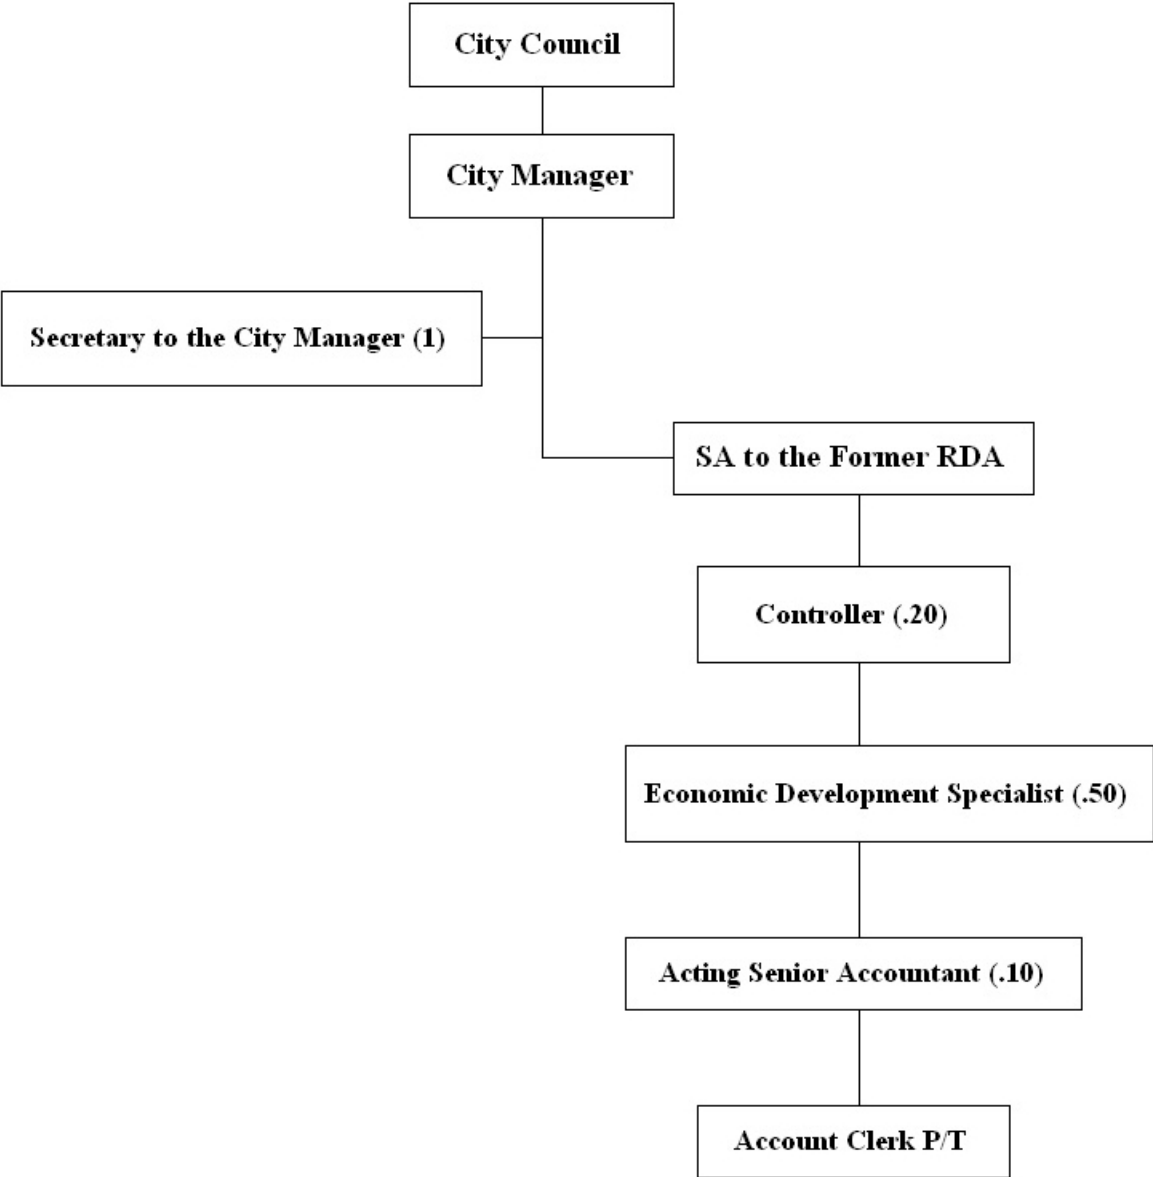 City Council
City Manager
Secretary to the City Manager (1)
SA to the Former RDA
Controller (.20)
Economic Development Specialist (.50)
Acting Senior Accountant (.10)
Account Clerk P/T